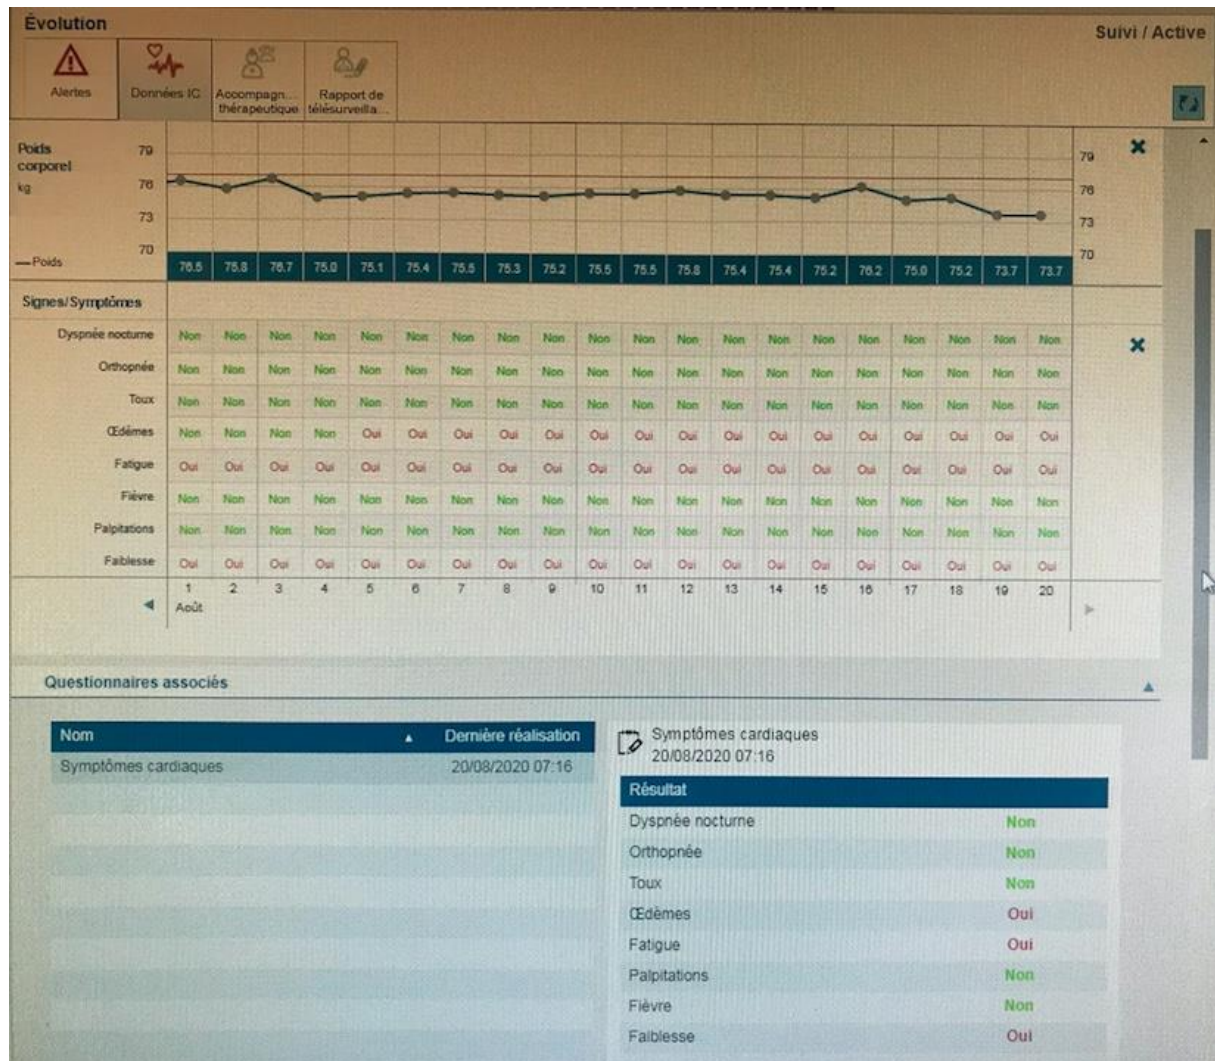 Évolution
Suivi / Active
Alertes
Données IC
Accompagn...
thérapeutique
Rapport de
télésurveilla...
Poids
corporel
kg
79
76
73
70
79
76
73
70
Poids 76.5 75.8 76.7 75.0 75.1 75.4 75.5 75.3 75.2 75.5 75.5 75.8 75.4 75.4 75.2 76.2 75.0 75.2 73.7 73.7
Signes/Symptômes
Dyspnée nocturne Non Non Non Non Non Non Non Non Non Non Non Non Non Non Non Non Non Non Non Non
Orthopnée Non Non Non Non Non Non Non Non Non Non Non Non Non Non Non Non Non Non Non Non
Toux Non Non Non Non Non Non Non Non Non Non Non Non Non Non Non Non Non Non Non Non
Œdèmes Non Non Non Non Oui Oui Oui Oui Oui Oui Oui Oui Oui Oui Oui Oui Oui Oui Oui Oui
Fatigue Oui Oui Oui Oui Oui Oui Oui Oui Oui Oui Oui Oui Oui Oui Oui Oui Oui Oui Oui Oui
Fièvre Non Non Non Non Non Non Non Non Non Non Non Non Non Non Non Non Non Non Non Non
Palpitations Non Non Non Non Non Non Non Non Non Non Non Non Non Non Non Non Non Non Non Non
Faiblesse Oui Oui Oui Oui Oui Oui Oui Oui Oui Oui Oui Oui Oui Oui Oui Oui Oui Oui Oui Oui
1 2 3 4 5 6 7 8 9 10 11 12 13 14 15 16 17 18 19 20
Août
Questionnaires associés
Nom Dernière réalisation
Symptômes cardiaques 20/08/2020 07:16
Symptômes cardiaques
20/08/2020 07:16
Résultat
Dyspnée nocturne Non
Orthopnée Non
Toux Non
Œdèmes Oui
Fatigue Oui
Palpitations Non
Fièvre Non
Faiblesse Oui